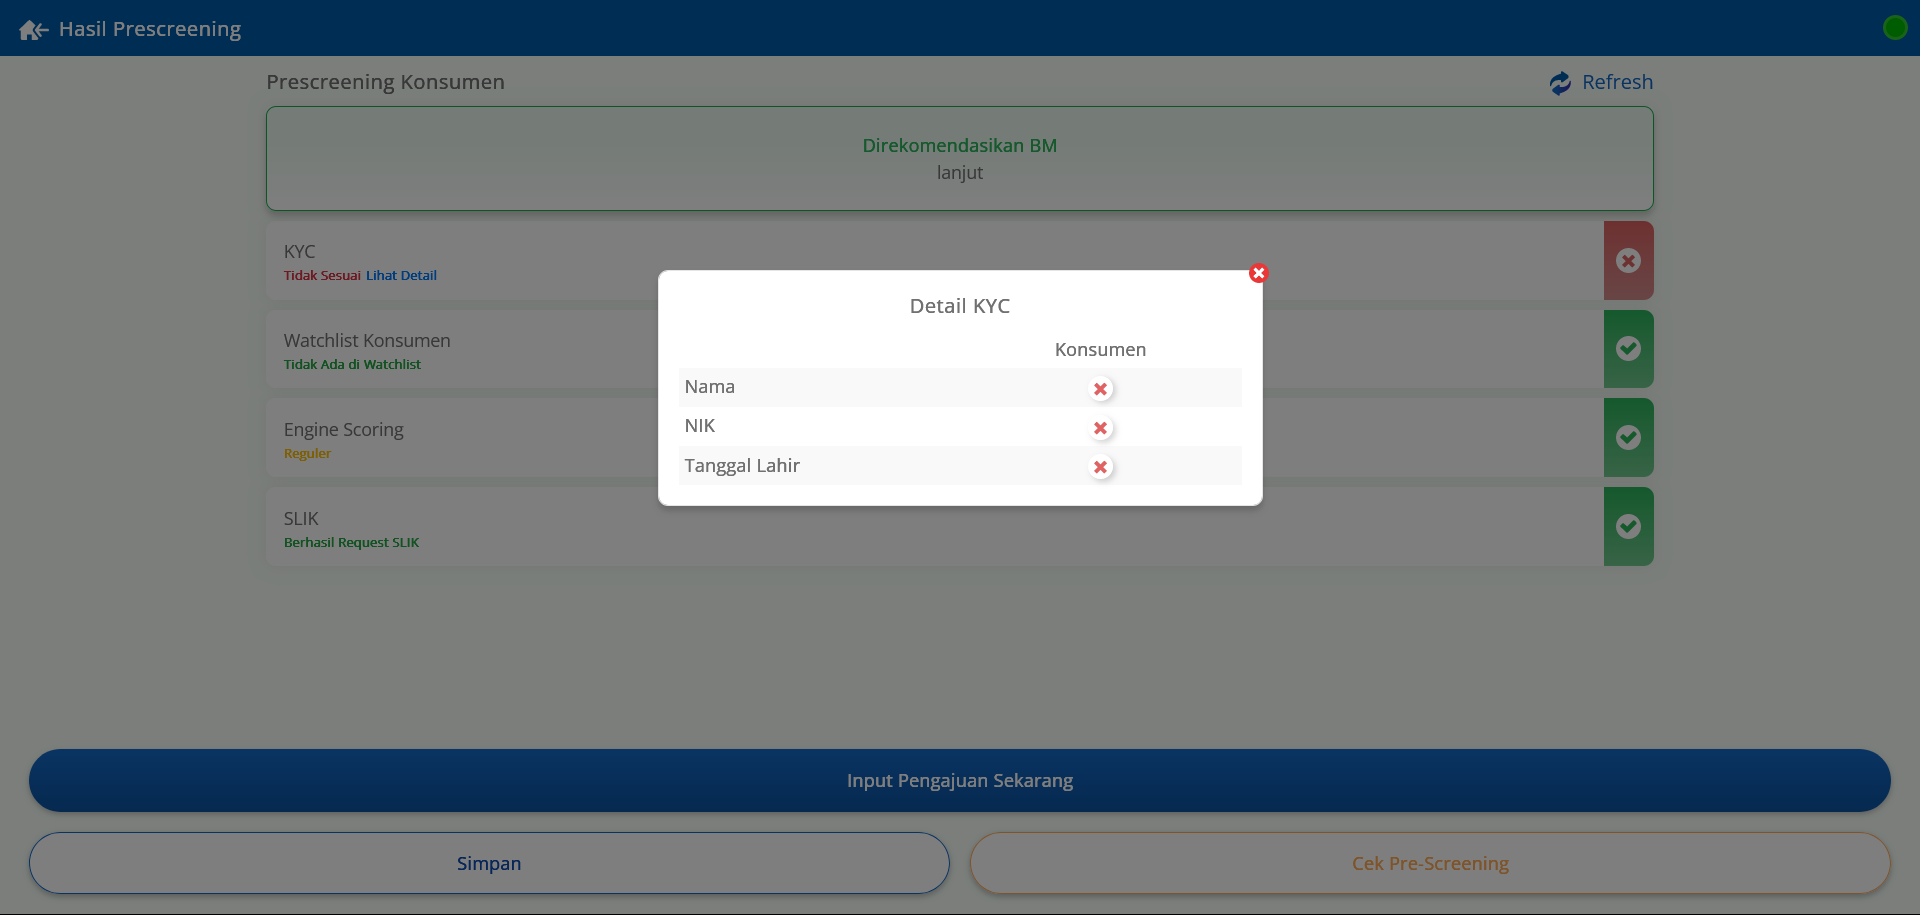 Hasil Prescreening
Prescreening Konsumen
Refresh
Direkomendasikan BM
lanjut
KYC
Tidak Sesuai Lihat Detail
Watchlist Konsumen
Tidak Ada di Watchlist
Engine Scoring
Reguler
SLIK
Berhasil Request SLIK
Detail KYC
Konsumen
Nama
NIK
Tanggal Lahir
Input Pengajuan Sekarang
Simpan
Cek Pre-Screening